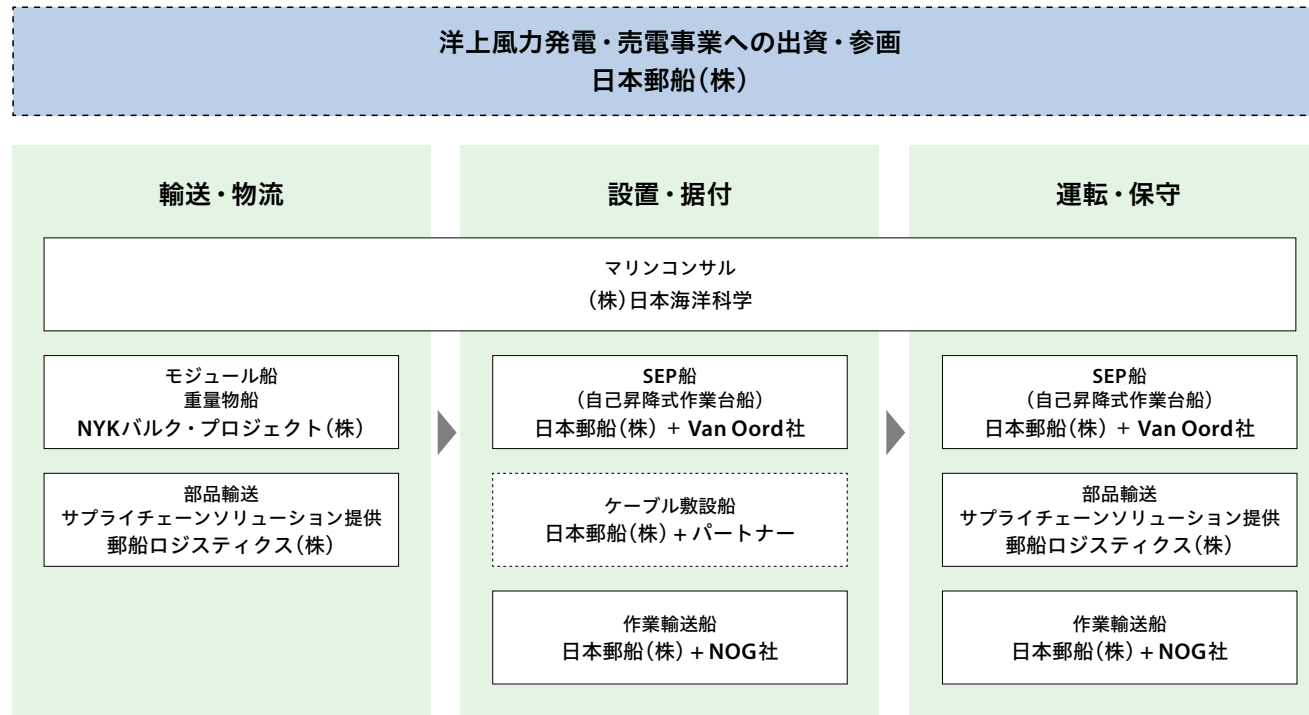 洋上風力発電・売電事業への出資・参画
日本郵船(株)
輸送・物流
設置・据付
運転・保守
マリンコンサル
(株)日本海洋科学
モジュール船
重量物船
NYKバルク・プロジェクト(株)
部品輸送
サプライチェーンソリューション提供
郵船ロジスティクス(株)
SEP船
(自己昇降式作業台船)
日本郵船(株) + Van Oord社
ケーブル敷設船
日本郵船(株) + パートナー
作業輸送船
日本郵船(株) + NOG社
SEP船
(自己昇降式作業台船)
日本郵船(株) + Van Oord社
部品輸送
サプライチェーンソリューション提供
郵船ロジスティクス(株)
作業輸送船
日本郵船(株) + NOG社